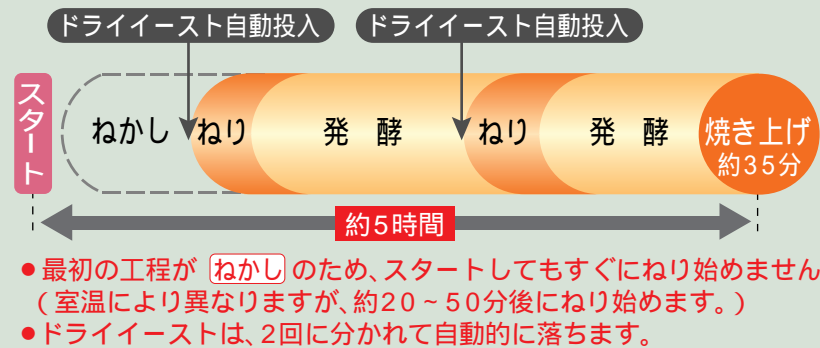 ドライイースト自動投入 ドライイースト自動投入
スタート
ねかし ねり 発 酵 ねり 発 酵 焼き上げ
約35分
約5時間
●最初の工程が ねかし のため、スタートしてもすぐにねり始めません
(室温により異なりますが、約20~50分後にねり始めます。)
●ドライイーストは、2回に分かれて自動的に落ちます。